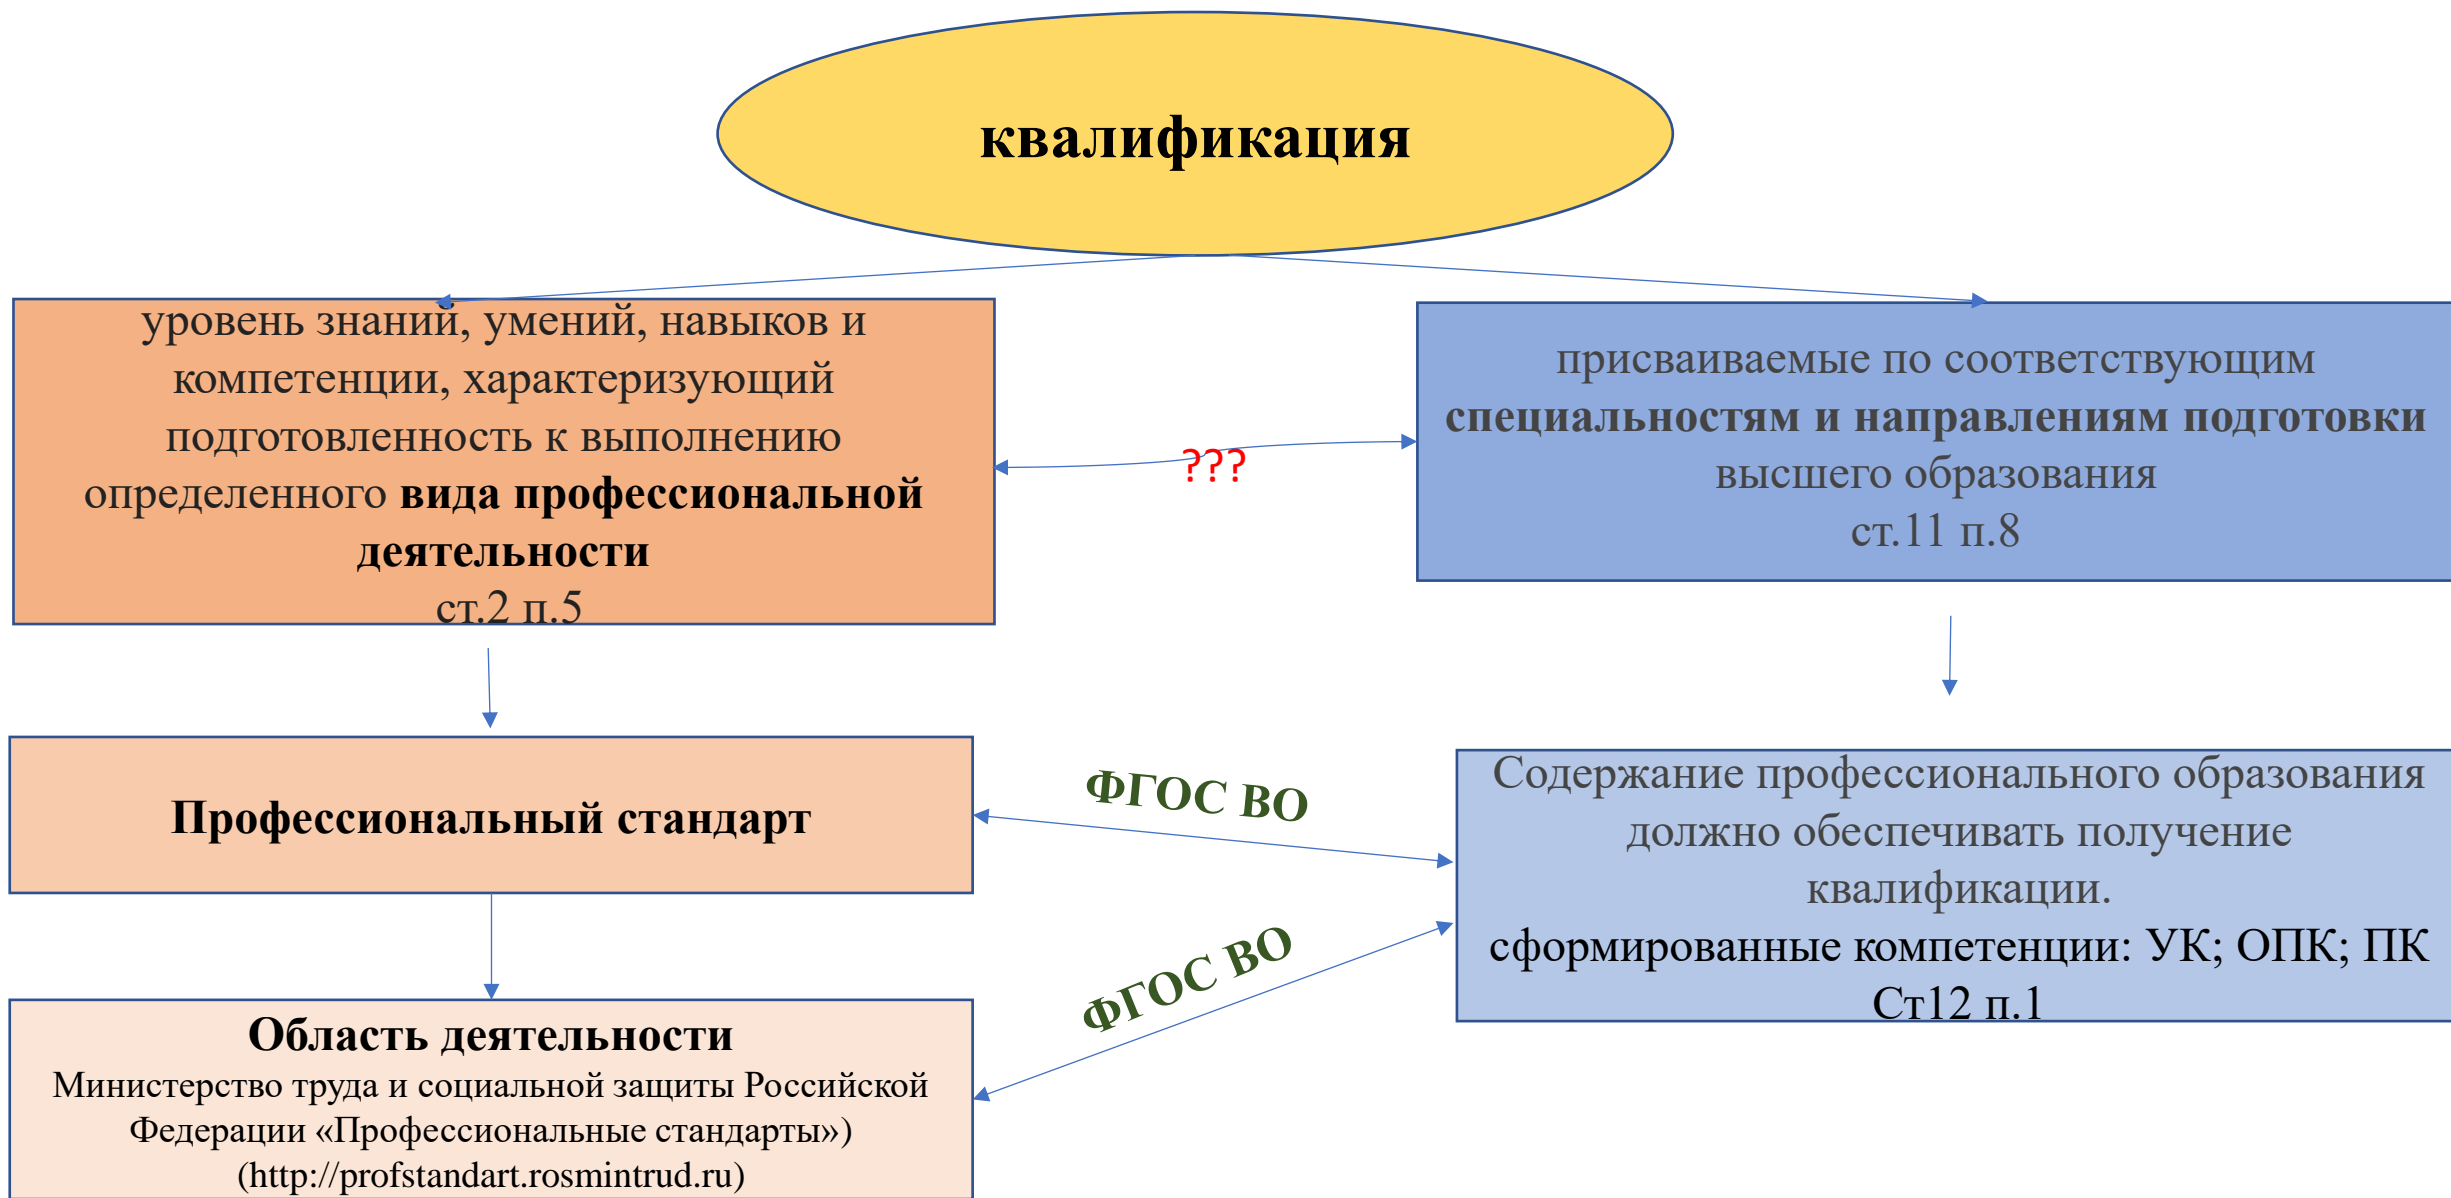 квалификация
уровень знаний, умений, навыков и
компетенции, характеризующий
подготовленность к выполнению
определенного вида профессиональной
деятельности
ст.2 п.5
???
присваиваемые по соответствующим
специальностям и направлениям подготовки
высшего образования
ст.11 п.8
Профессиональный стандарт
ФГОС ВО
Содержание профессионального образования
должно обеспечивать получение
квалификации.
сформированные компетенции: УК; ОПК; ПК
Ст12 п.1
ФГОС ВО
Область деятельности
Министерство труда и социальной защиты Российской
Федерации «Профессиональные стандарты»)
(http://profstandart.rosmintrud.ru)